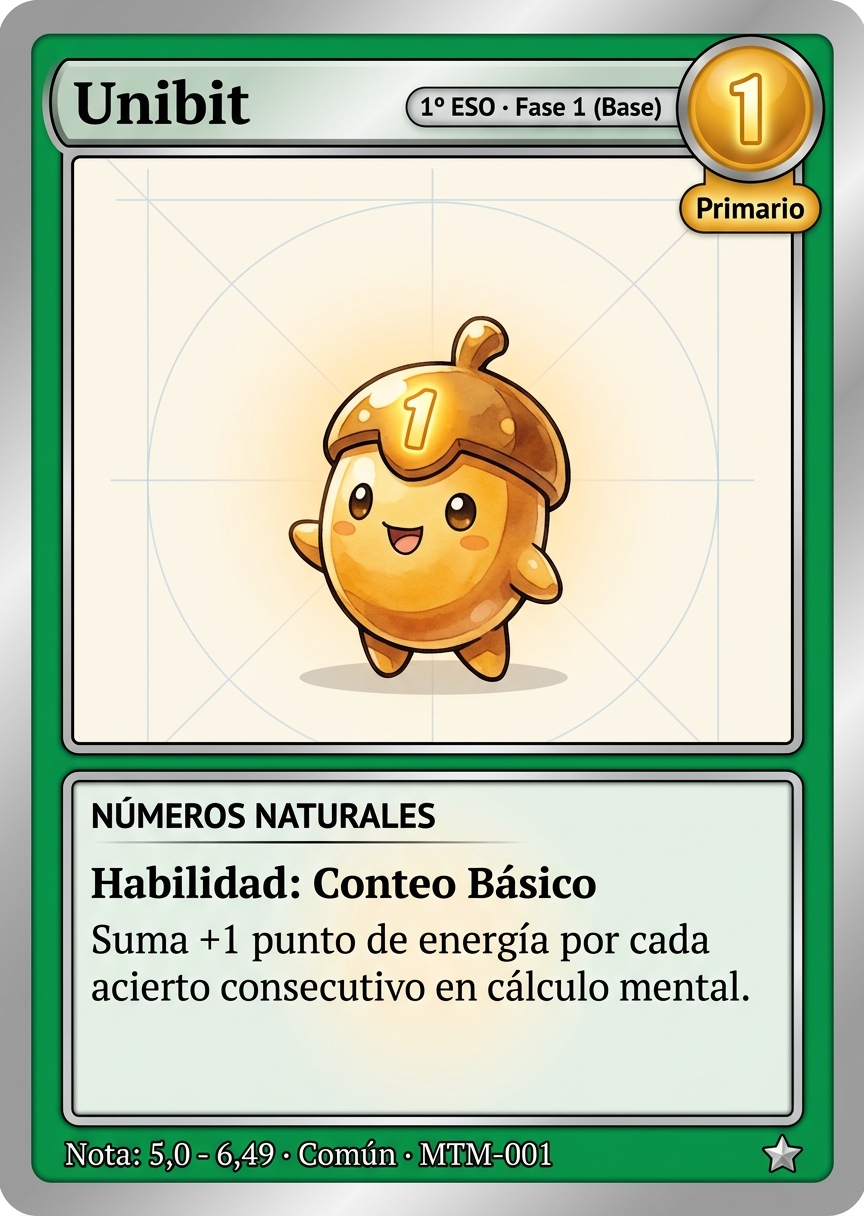 Unibit
1º ESO · Fase 1 (Base)
1
Primario
1
NÚMEROS NATURALES
Habilidad: Conteo Básico
Suma +1 punto de energía por cada
acierto consecutivo en cálculo mental.
Nota: 5,0 - 6,49 · Común · MTM-001